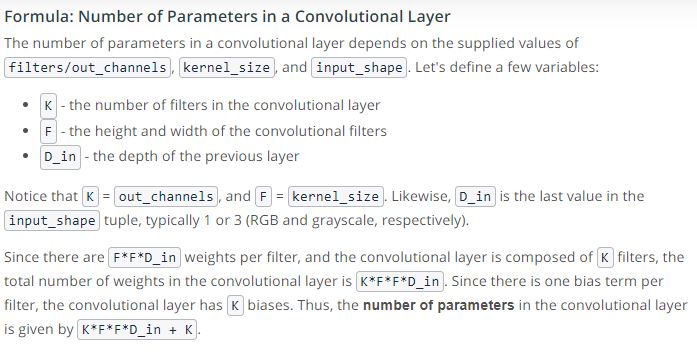 Formula: Number of Parameters in a Convolutional Layer
The number of parameters in a convolutional layer depends on the supplied values of
filters/out_channels, kernel_size, and input_shape. Let's define a few variables:
• K - the number of filters in the convolutional layer
• F - the height and width of the convolutional filters
• D_in - the depth of the previous layer
Notice that K = out_channels, and F = kernel_size. Likewise, D_in is the last value in the
input_shape tuple, typically 1 or 3 (RGB and grayscale, respectively).
Since there are F*F*D_in weights per filter, and the convolutional layer is composed of K filters, the
total number of weights in the convolutional layer is K*F*F*D_in. Since there is one bias term per
filter, the convolutional layer has K biases. Thus, the number of parameters in the convolutional layer
is given by K*F*F*D_in + K.